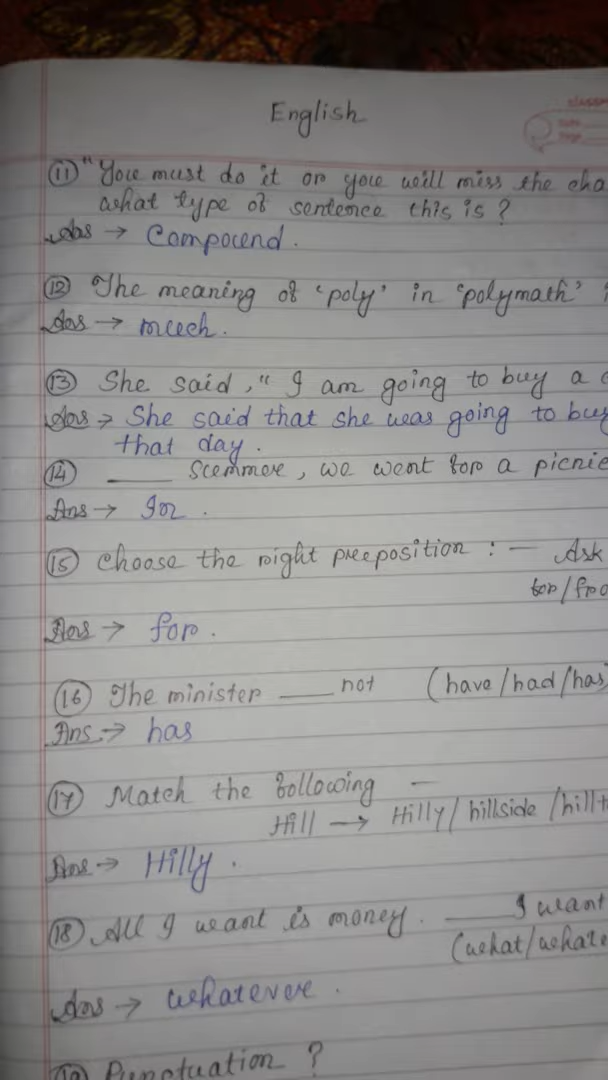 English
(11) "You must do it or you will miss the cha
what type of sentence this is?
Ans → Compound.
(12) The meaning of 'poly' in 'polymath'
Ans → much.
(13) She said, "I am going to buy a
Ans → She said that she was going to buy
that day.
(14) ____ Summer, we went for a picnic
Ans → In.
(15) Choose the right preposition : — Ask
for/fro
Ans → for.
(16) The minister ____ not (have/had/has)
Ans → has
(17) Match the following —
Hill → Hilly/hillside/hillt
Ans → Hilly.
(18) All I want is money. ____ I want
(what/whate
Ans → whatever.
(19) Punctuation ?